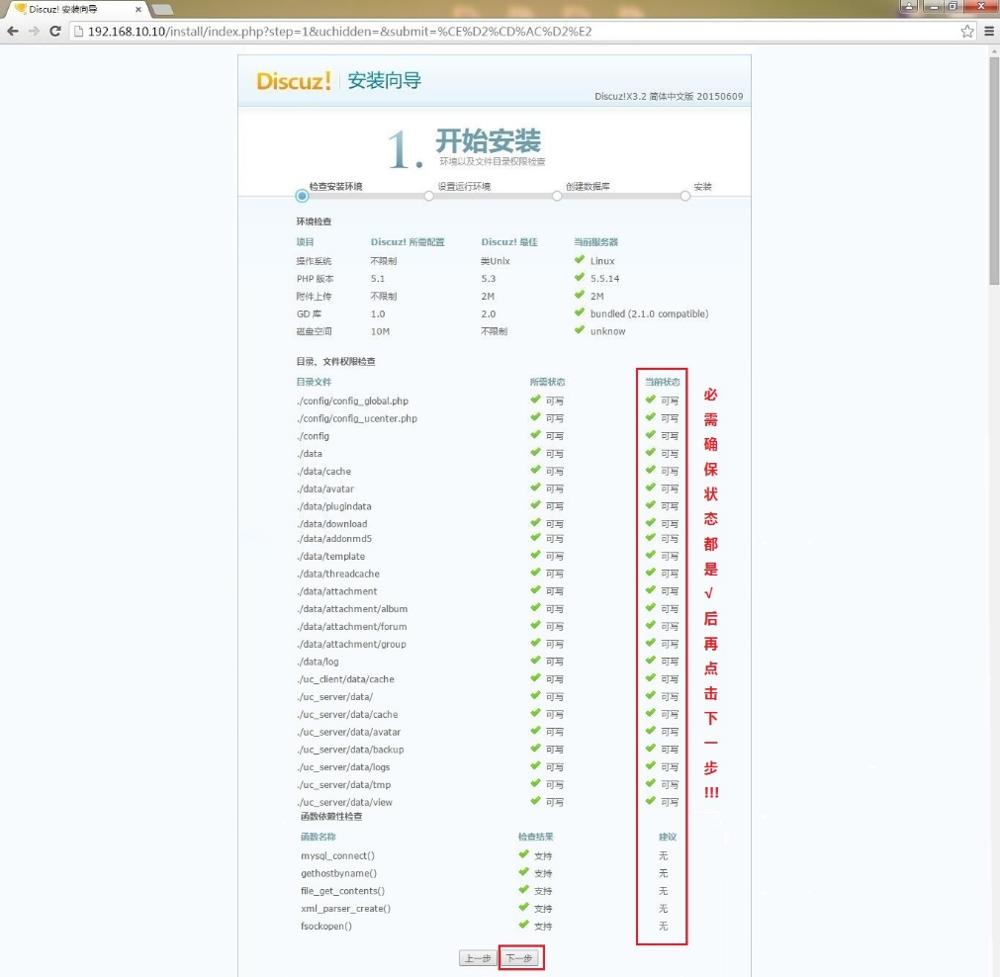 Discuz! 安装向导
192.168.10.10/install/index.php?step=1&uchidden=&submit=%CE%D2%CD%AC%D2%E2
Discuz! 安装向导
Discuz!X3.2 简体中文版 20150609
1. 开始安装
环境以及文件目录权限检查
检查安装环境 设置运行环境 创建数据库 安装
环境检查
项目 Discuz! 所需配置 Discuz! 最佳 当前服务器
操作系统 不限制 类Unix Linux
PHP 版本 5.1 5.3 5.5.14
附件上传 不限制 2M 2M
GD 库 1.0 2.0 bundled (2.1.0 compatible)
磁盘空间 10M 不限制 unknow
目录、文件权限检查
目录文件 所需状态 当前状态
./config/config_global.php 可写 可写
./config/config_ucenter.php 可写 可写
./config 可写 可写
./data 可写 可写
./data/cache 可写 可写
./data/avatar 可写 可写
./data/plugindata 可写 可写
./data/download 可写 可写
./data/addonmd5 可写 可写
./data/template 可写 可写
./data/threadcache 可写 可写
./data/attachment 可写 可写
./data/attachment/album 可写 可写
./data/attachment/forum 可写 可写
./data/attachment/group 可写 可写
./data/log 可写 可写
./uc_client/data/cache 可写 可写
./uc_server/data/ 可写 可写
./uc_server/data/cache 可写 可写
./uc_server/data/avatar 可写 可写
./uc_server/data/backup 可写 可写
./uc_server/data/logs 可写 可写
./uc_server/data/tmp 可写 可写
./uc_server/data/view 可写 可写
必需确保状态都是√后再点击下一步!!!
函数依赖性检查
函数名称 检查结果 建议
mysql_connect() 支持 无
gethostbyname() 支持 无
file_get_contents() 支持 无
xml_parser_create() 支持 无
fsockopen() 支持 无
上一步 下一步